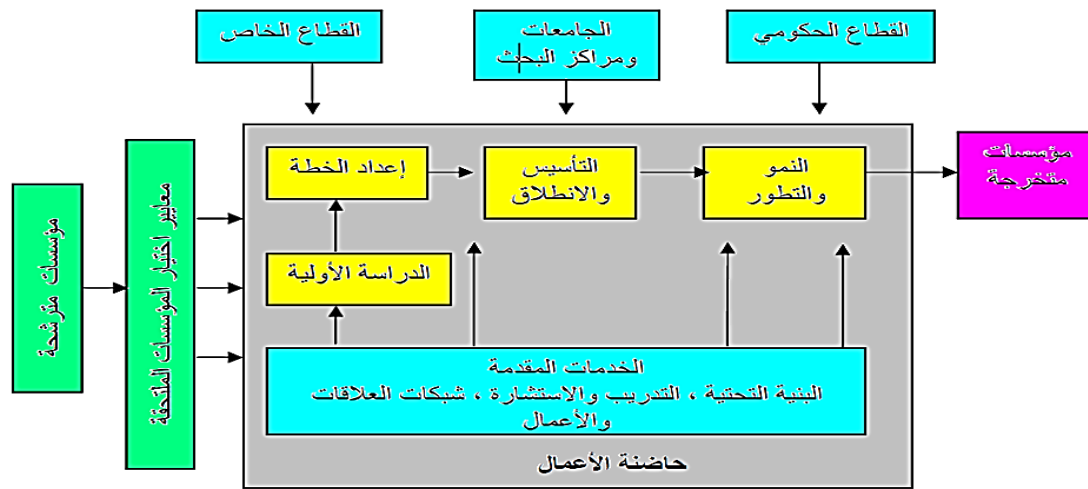 القطاع الخاص
الجامعات
ومراكز البحث
القطاع الحكومي
مؤسسات مترشحة
معايير اختيار المؤسسات الملتحقة
إعداد الخطة
التأسيس
والانطلاق
النمو
والتطور
مؤسسات
متخرجة
الدراسة الأولية
الخدمات المقدمة
البنية التحتية ، التدريب والاستشارة ، شبكات العلاقات
والأعمال
حاضنة الأعمال